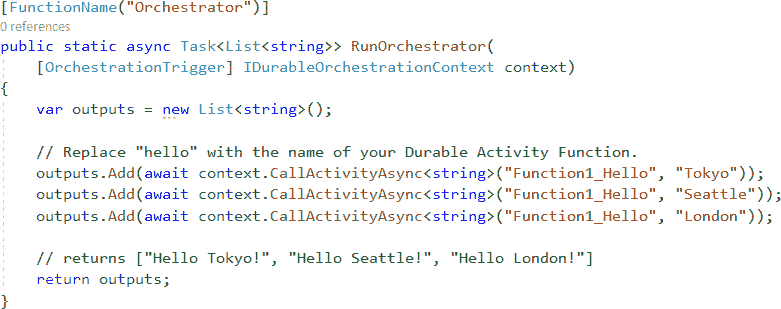 [FunctionName("Orchestrator")]
0 references
public static async Task<List<string>> RunOrchestrator(
[OrchestrationTrigger] IDurableOrchestrationContext context)
{
var outputs = new List<string>();
// Replace "hello" with the name of your Durable Activity Function.
outputs.Add(await context.CallActivityAsync<string>("Function1_Hello", "Tokyo"));
outputs.Add(await context.CallActivityAsync<string>("Function1_Hello", "Seattle"));
outputs.Add(await context.CallActivityAsync<string>("Function1_Hello", "London"));
// returns ["Hello Tokyo!", "Hello Seattle!", "Hello London!"]
return outputs;
}